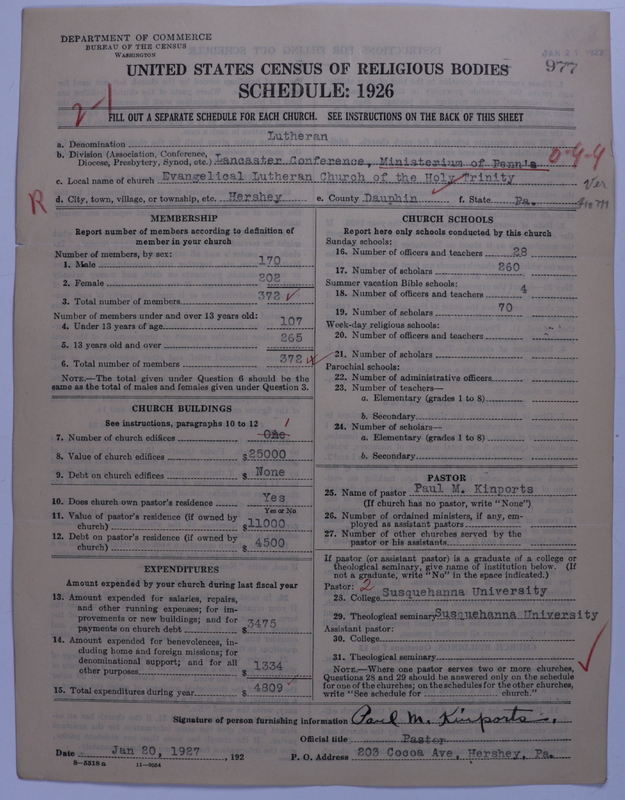 DEPARTMENT OF COMMERCE
BUREAU OF THE CENSUS
WASHINGTON
977
UNITED STATES CENSUS OF RELIGIOUS BODIES
SCHEDULE: 1926
2-1
FILL OUT A SEPARATE SCHEDULE FOR EACH CHURCH. SEE INSTRUCTIONS ON THE BACK OF THIS SHEET
a. Denomination Lutheran
b. Division (Association, Conference, Diocese, Presbytery, Synod, etc.) Lancaster Conference, Ministerium of Penn'a 0-4-4
c. Local name of church Evangelical Lutheran Church of the Holy Trinity
R
d. City, town, village, or township, etc. Hershey e. County Dauphin f. State Pa.
MEMBERSHIP
Report number of members according to definition of
member in your church
Number of members, by sex:
1. Male 170
2. Female 202
3. Total number of members 372
Number of members under and over 13 years old:
4. Under 13 years of age 107
5. 13 years old and over 265
6. Total number of members 372
NOTE.—The total given under Question 6 should be the
same as the total of males and females given under Question 3.
CHURCH BUILDINGS
See instructions, paragraphs 10 to 12
7. Number of church edifices One 1
8. Value of church edifices $25000
9. Debt on church edifices $ None
10. Does church own pastor's residence Yes
Yes or No
11. Value of pastor's residence (if owned by
church) $11000
12. Debt on pastor's residence (if owned by
church) $ 4500
EXPENDITURES
Amount expended by your church during last fiscal year
13. Amount expended for salaries, repairs,
and other running expenses; for im-
provements or new buildings; and for
payments on church debt $3475
14. Amount expended for benevolences, in-
cluding home and foreign missions; for
denominational support; and for all
other purposes $ 1334
15. Total expenditures during year $ 4809
CHURCH SCHOOLS
Report here only schools conducted by this church
Sunday schools:
16. Number of officers and teachers 28
17. Number of scholars 260
Summer vacation Bible schools:
18. Number of officers and teachers 4
19. Number of scholars 70
Week-day religious schools:
20. Number of officers and teachers
21. Number of scholars
Parochial schools:
22. Number of administrative officers
23. Number of teachers—
a. Elementary (grades 1 to 8)
b. Secondary
24. Number of scholars—
a. Elementary (grades 1 to 8)
b. Secondary
PASTOR
25. Name of pastor Paul M. Kinports
(If church has no pastor, write "None")
26. Number of ordained ministers, if any, em-
ployed as assistant pastors
27. Number of other churches served by the
pastor or his assistants
If pastor (or assistant pastor) is a graduate of a college or
theological seminary, give name of institution below. (If
not a graduate, write "No" in the space indicated.)
Pastor: 2
28. College Susquehanna University
29. Theological seminary Susquehanna University
Assistant pastor:
30. College
31. Theological seminary
NOTE.—Where one pastor serves two or more churches,
Questions 28 and 29 should be answered only on the schedule
for one of the churches; on the schedules for the other churches,
write "See schedule for church."
Signature of person furnishing information Paul M. Kinports.
Official title Pastor
Date Jan 20, 1927, 192 P. O. Address 203 Cocoa Ave, Hershey, Pa.
8—5518 a 11—9054